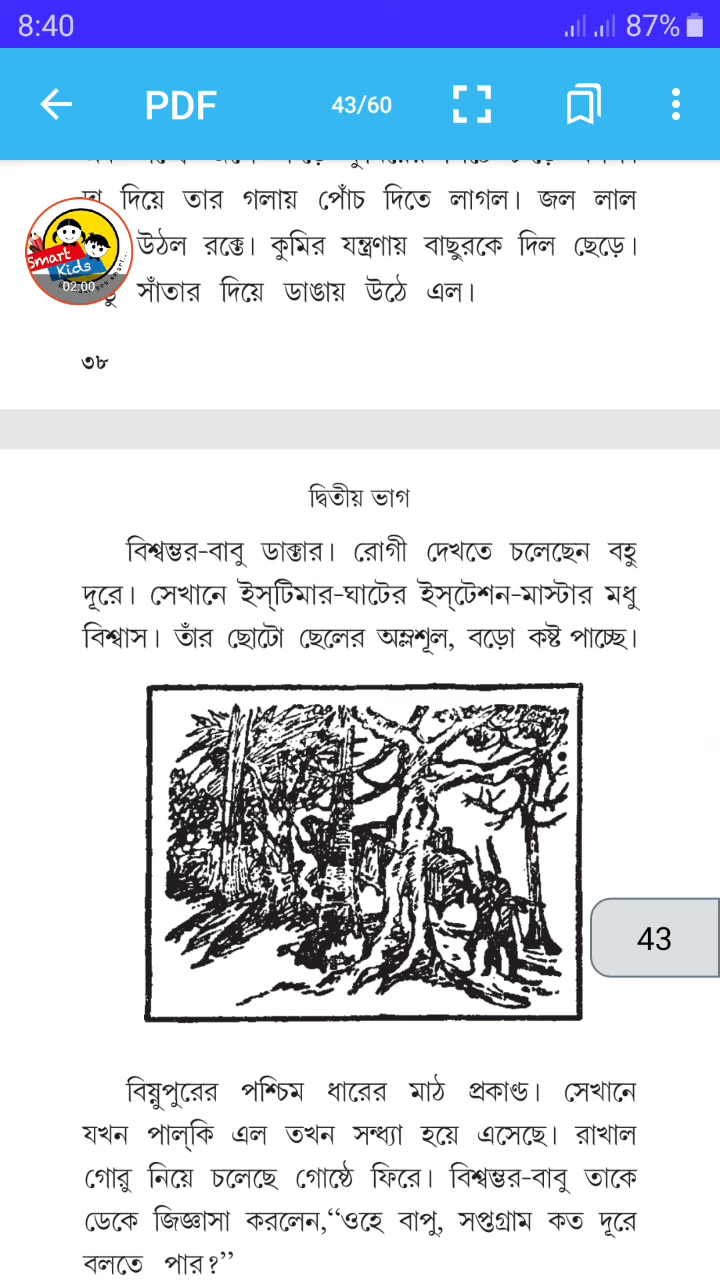 8:40
87%
PDF
43/60
দিয়ে তার গলায় পোঁচ দিতে লাগল। জল লাল
উঠল রক্তে। কুমির যন্ত্রণায় বাছুরকে দিল ছেড়ে।
সাঁতার দিয়ে ডাঙায় উঠে এল।
Smart
Kids
02:00
৩৮
দ্বিতীয় ভাগ
বিশ্বম্ভর-বাবু ডাক্তার। রোগী দেখতে চলেছেন বহু
দূরে। সেখানে ইস্‌টিমার-ঘাটের ইস্‌টেশন-মাস্টার মধু
বিশ্বাস। তাঁর ছোটো ছেলের অম্লশূল, বড়ো কষ্ট পাচ্ছে।
43
বিষ্ণুপুরের পশ্চিম ধারের মাঠ প্রকাণ্ড। সেখানে
যখন পাল্‌কি এল তখন সন্ধ্যা হয়ে এসেছে। রাখাল
গোরু নিয়ে চলেছে গোষ্ঠে ফিরে। বিশ্বম্ভর-বাবু তাকে
ডেকে জিজ্ঞাসা করলেন,“ওহে বাপু, সপ্তগ্রাম কত দূরে
বলতে পার?”